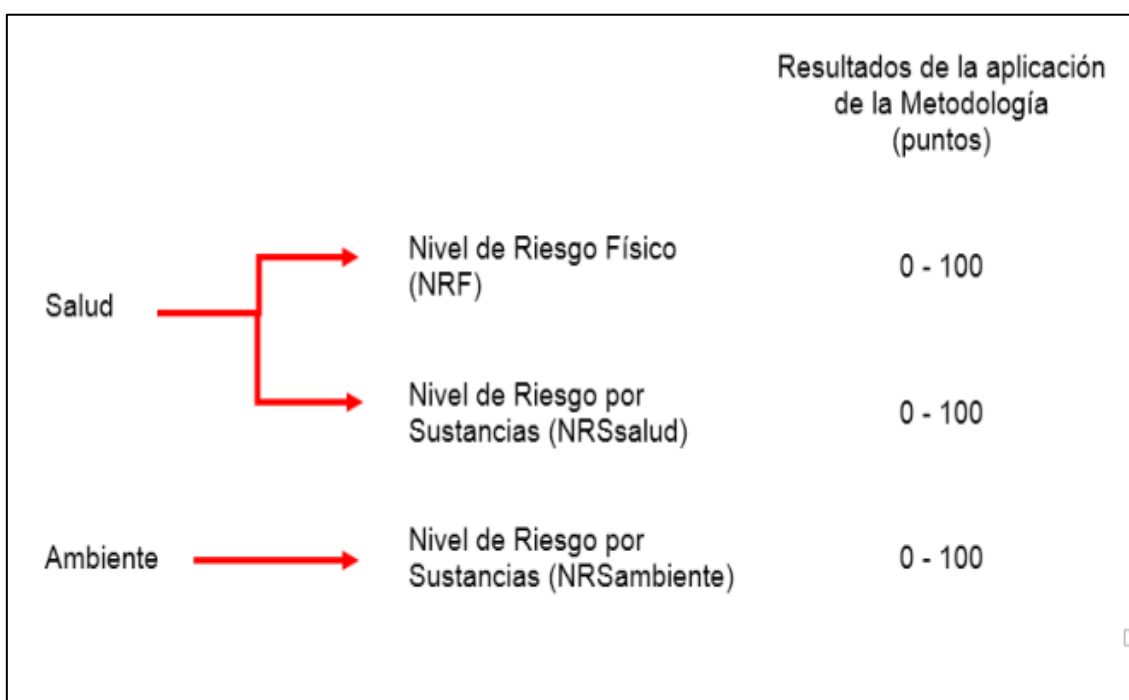 Resultados de la aplicación
de la Metodología
(puntos)
Salud
Nivel de Riesgo Físico
(NRF)
0 - 100
Nivel de Riesgo por
Sustancias (NRSsalud)
0 - 100
Ambiente
Nivel de Riesgo por
Sustancias (NRSambiente)
0 - 100